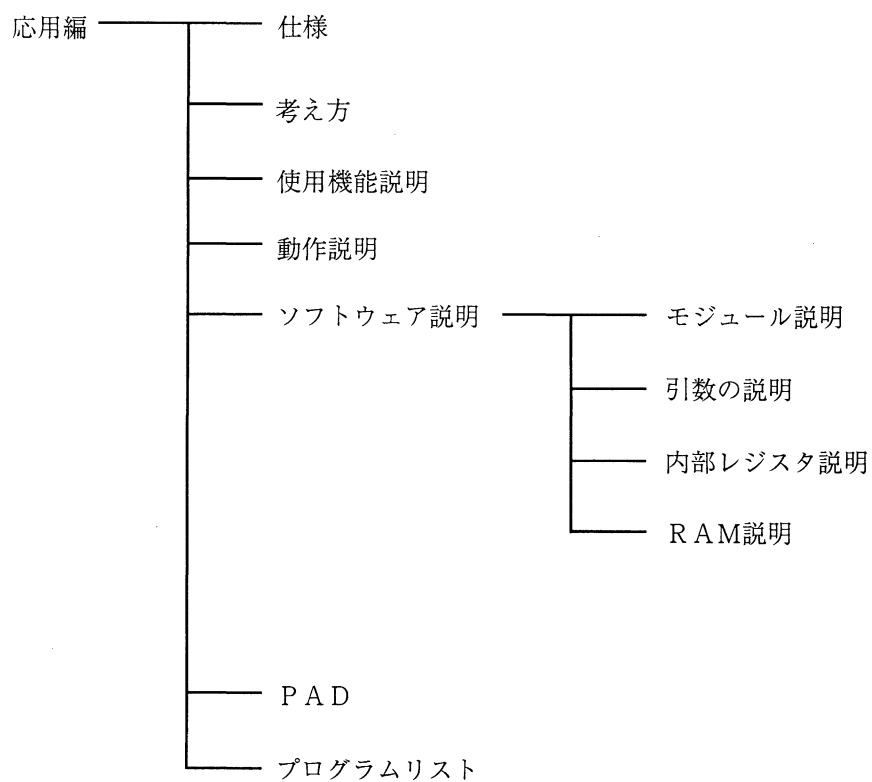 応用編
仕様
考え方
使用機能説明
動作説明
ソフトウェア説明
モジュール説明
引数の説明
内部レジスタ説明
ＲＡＭ説明
ＰＡＤ
プログラムリスト